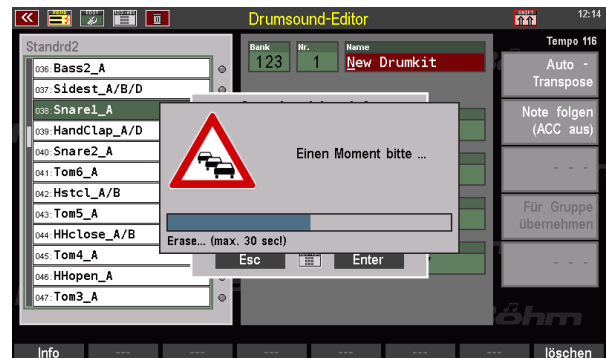 MENU
EDIT
SHIFT
Drumsound-Editor
12:14
Standrd2
Bank
Nr.
Name
123
1
New Drumkit
Tempo 116
Auto -
Transpose
Note folgen
(ACC aus)
- - -
Für Gruppe
übernehmen
- - -
036: Bass2_A
037: Sidest_A/B/D
038: Snare1_A
039: HandClap_A/D
040: Snare2_A
041: Tom6_A
042: Hstcl_A/B
043: Tom5_A
044: HHclose_A/B
045: Tom4_A
046: HHopen_A
047: Tom3_A
Einen Moment bitte ...
Erase... (max. 30 sec!)
Esc
Enter
Böhm
Info
---
---
---
---
---
---
löschen